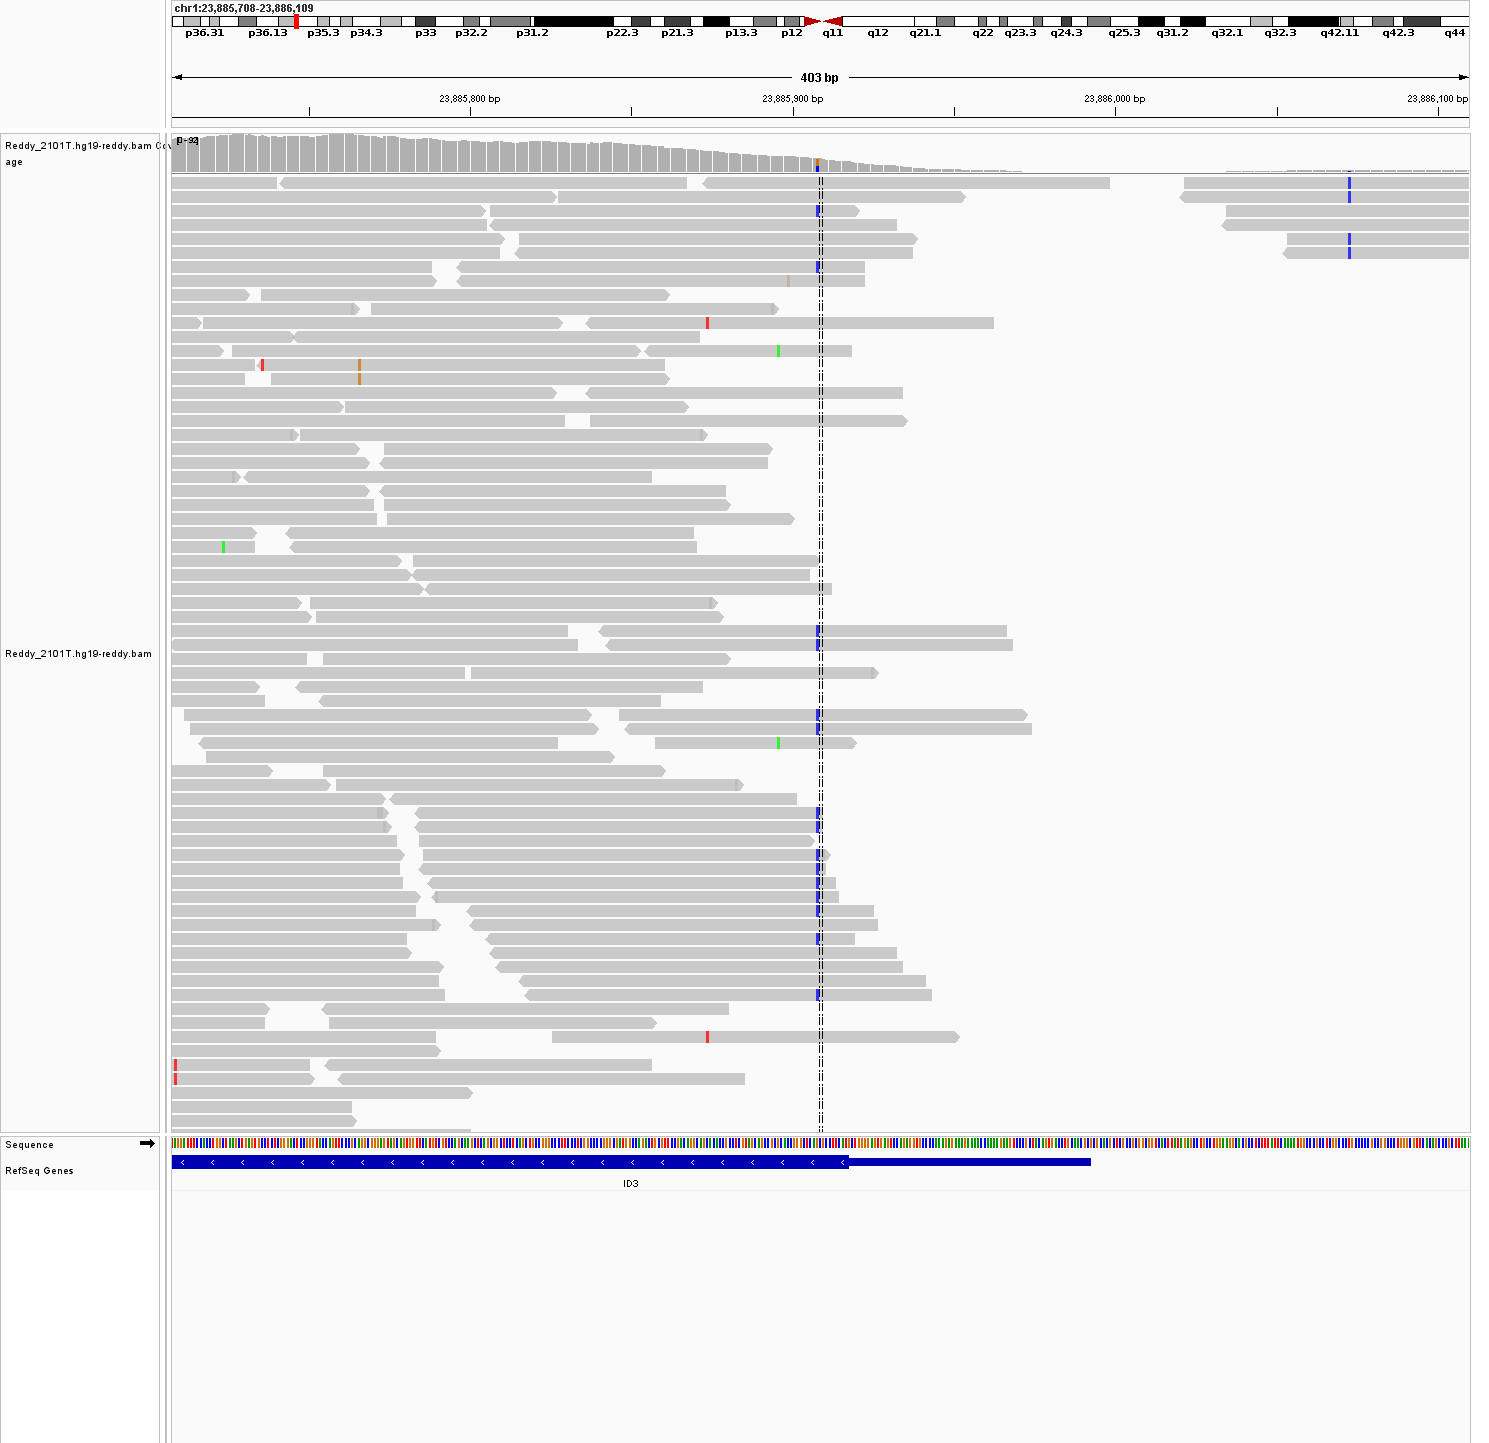 chr1:23,885,708-23,886,109
p36.31 p36.13 p35.3 p34.3 p33 p32.2 p31.2 p22.3 p21.3 p13.3 p12 q11 q12 q21.1 q22 q23.3 q24.3 q25.3 q31.2 q32.1 q32.3 q42.11 q42.3 q44
403 bp
23,885,800 bp 23,885,900 bp 23,886,000 bp 23,886,100 bp
[0-92]
Reddy_2101T.hg19-reddy.bam Cov
age
Reddy_2101T.hg19-reddy.bam
Sequence
RefSeq Genes
ID3